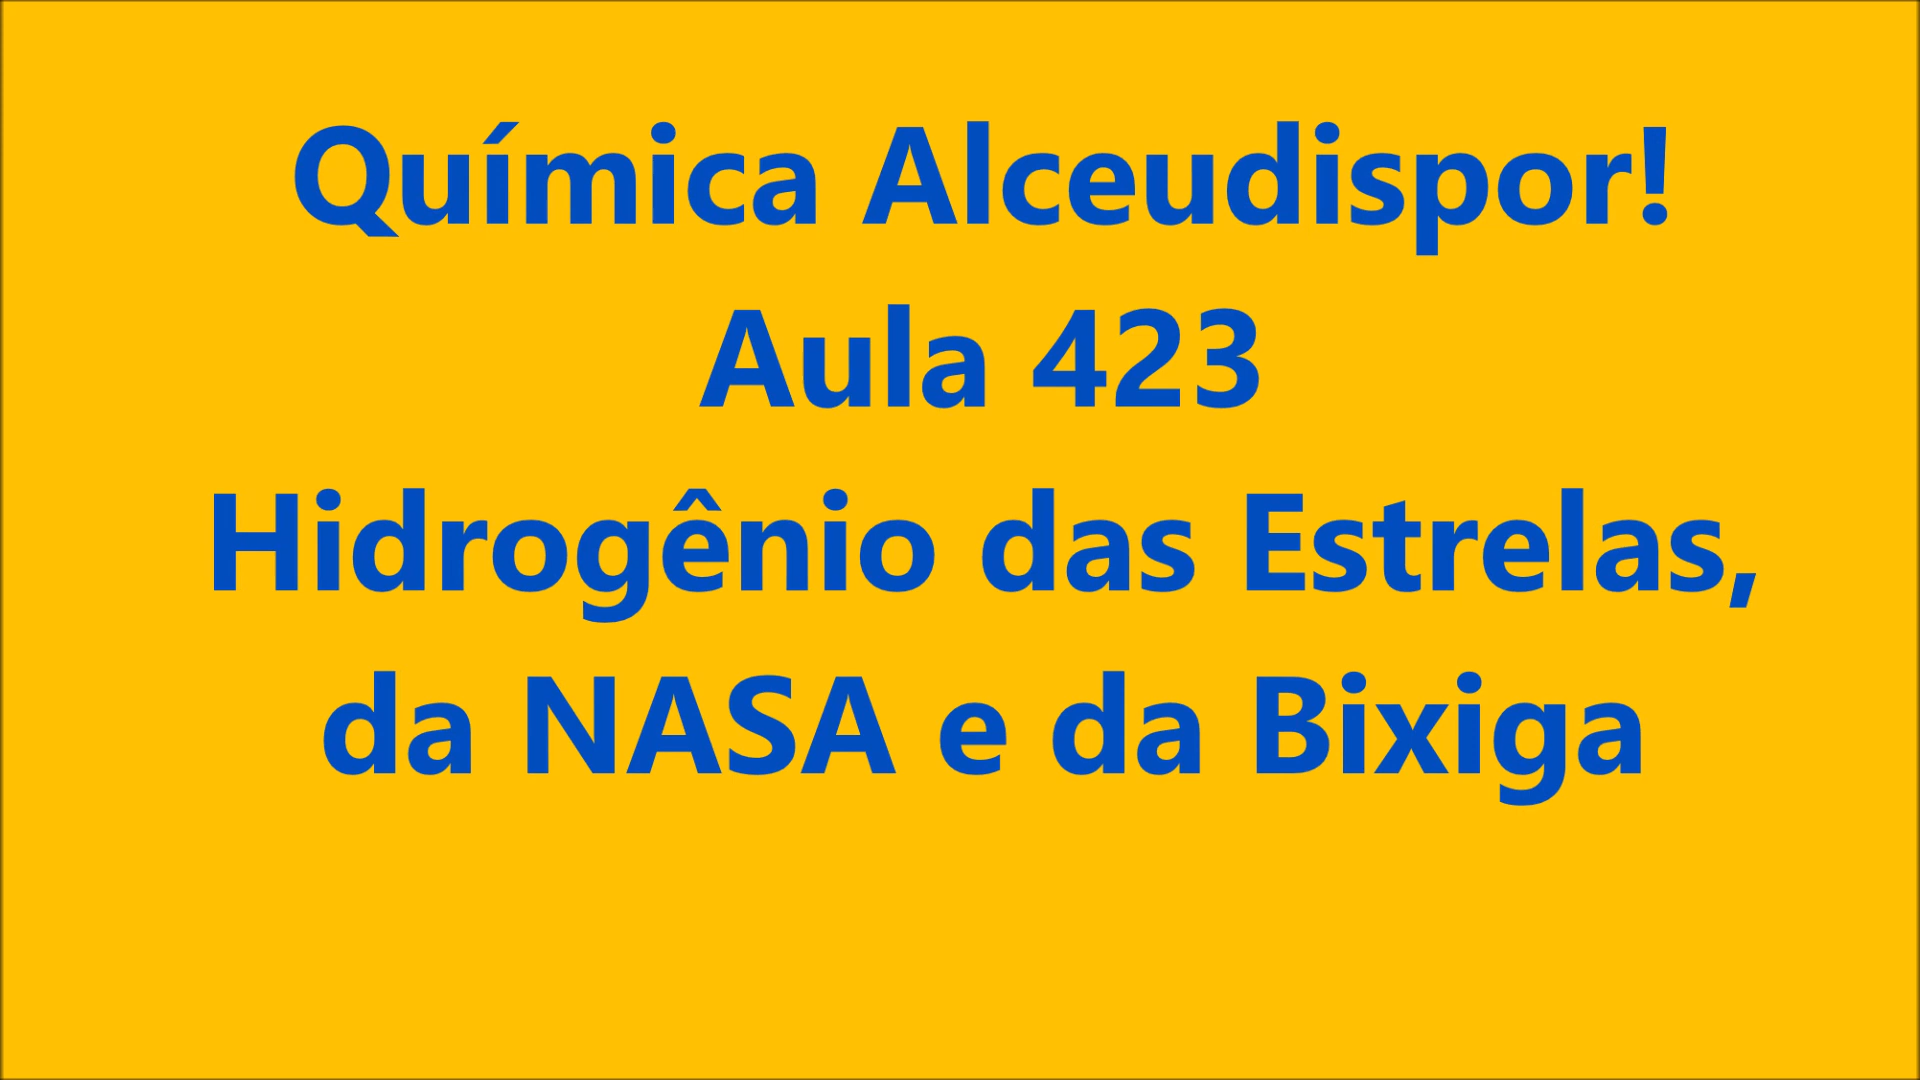 Química Alceudispor!
Aula 423
Hidrogênio das Estrelas,
da NASA e da Bixiga